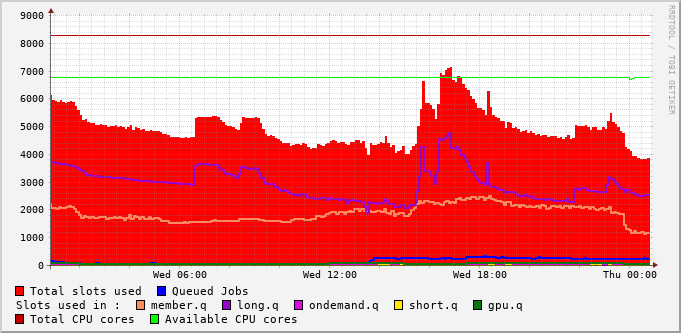 9000
8000
7000
6000
5000
4000
3000
2000
1000
0
Wed 06:00 Wed 12:00 Wed 18:00 Thu 00:00
RRDTOOL / TOBI OETIKER
Total slots used Queued Jobs
Slots used in : member.q long.q ondemand.q short.q gpu.q
Total CPU cores Available CPU cores